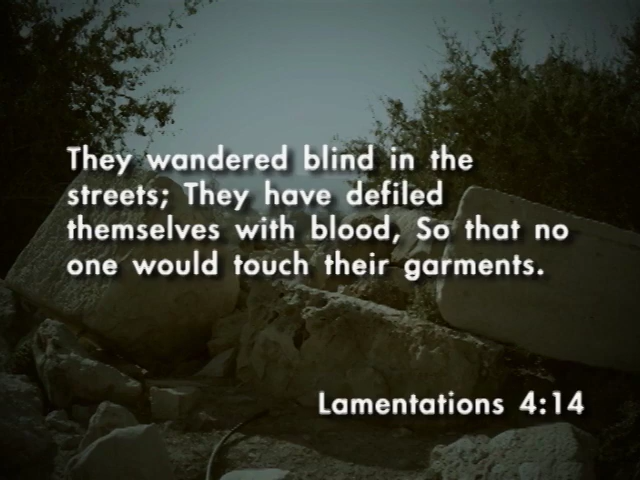 They wandered blind in the
streets; They have defiled
themselves with blood, So that no
one would touch their garments.
Lamentations 4:14